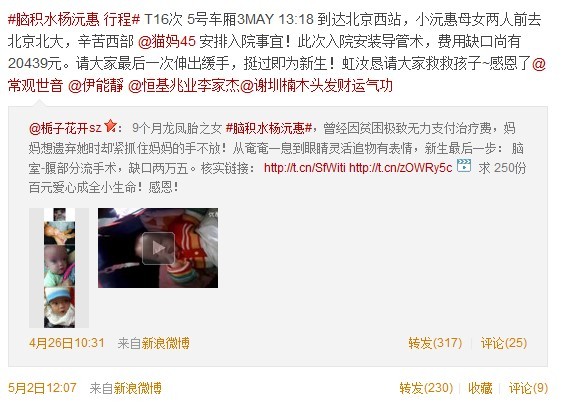 #脑积水杨沅惠 行程# T16次 5号车厢3MAY 13:18 到达北京西站，小沅惠母女两人前去
北京北大，辛苦西部 @猫妈45 安排入院事宜！此次入院安装导管术，费用缺口尚有
20439元。请大家最后一次伸出缓手，挺过即为新生！虹汝恳请大家救救孩子~感恩了@
常观世音 @伊能静 @恒基兆业李家杰@谢圳楠木头发财运气功
@栀子花开sz ： 9个月龙凤胎之女 #脑积水杨沅惠#，曾经因贫困极致无力支付治疗费，妈
妈想遗弃她时却紧抓住妈妈的手不放！从奄奄一息到眼睛灵活追物有表情，新生最后一步：脑
室-腹部分流手术，缺口两万五。核实链接： http://t.cn/SfWiti http://t.cn/zOWRy5c 求 250份
百元爱心成全小生命！感恩！
4月26日10:31 来自新浪微博 转发(317) 评论(25)
5月2日12:07 来自新浪微博 转发(230) 收藏 评论(9)